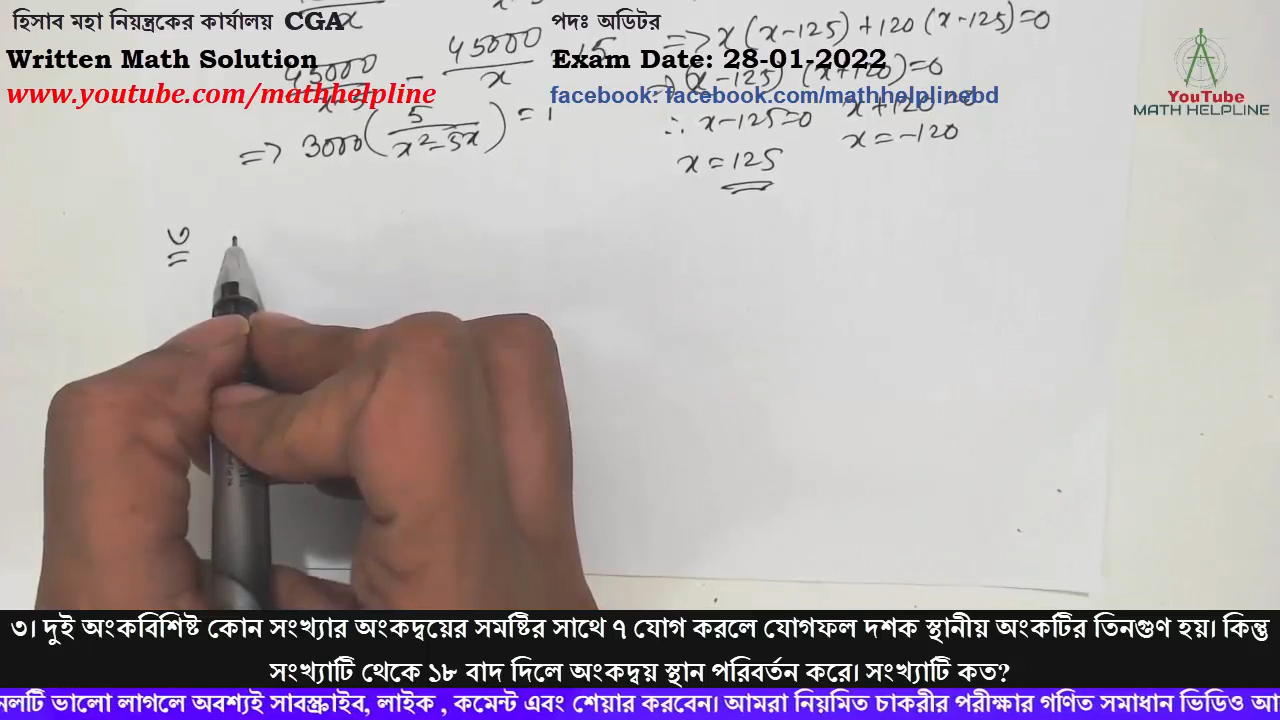 হিসাব মহা নিয়ন্ত্রকের কার্যালয় CGA
পদঃ অডিটর
Written Math Solution
Exam Date: 28-01-2022
www.youtube.com/mathhelpline
facebook: facebook.com/mathhelplinebd
YouTube
MATH HELPLINE
45000 / x-5 - 45000 / x = 15
=> 3000(5 / x²-5x) = 1
=> x(x-125)+120(x-125)=0
=> (x-125)(x+120)=0
∴ x-125=0
x+120=0
x=125
x=-120
৩
৩। দুই অংকবিশিষ্ট কোন সংখ্যার অংকদ্বয়ের সমষ্টির সাথে ৭ যোগ করলে যোগফল দশক স্থানীয় অংকটির তিনগুণ হয়। কিন্তু
সংখ্যাটি থেকে ১৮ বাদ দিলে অংকদ্বয় স্থান পরিবর্তন করে। সংখ্যাটি কত?
নলটি ভালো লাগলে অবশ্যই সাবস্ক্রাইব, লাইক , কমেন্ট এবং শেয়ার করবেন। আমরা নিয়মিত চাকরীর পরীক্ষার গণিত সমাধান ভিডিও আ